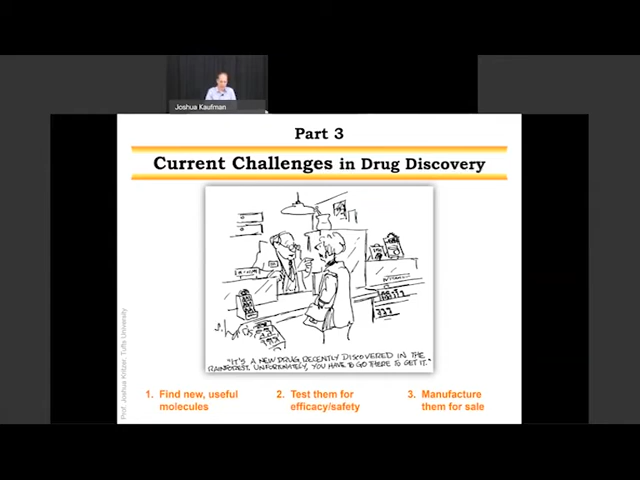 Joshua Kaufman
Part 3
Current Challenges in Drug Discovery
"IT'S A NEW DRUG RECENTLY DISCOVERED IN THE
RAINFOREST. UNFORTUNATELY, YOU HAVE TO GO THERE TO GET IT."
1. Find new, useful
molecules
2. Test them for
efficacy/safety
3. Manufacture
them for sale
Prof. Joshua Kritzer, Tufts University